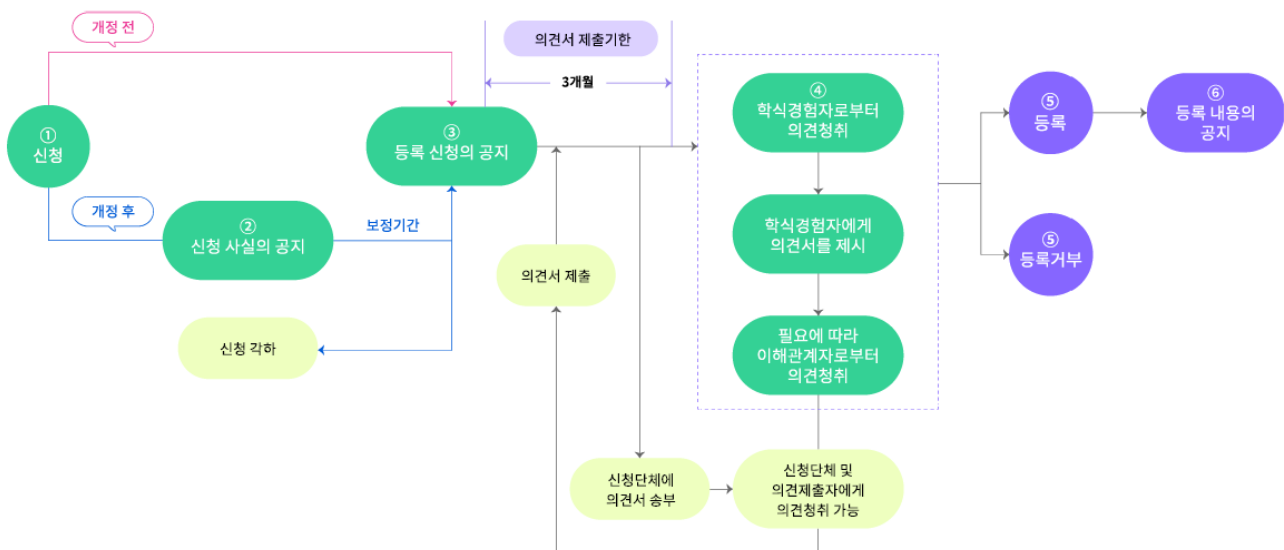 개정 전
의견서 제출기한
3개월
①
신청
③
등록 신청의 공지
④
학식경험자로부터
의견청취
⑤
등록
⑥
등록 내용의
공지
개정 후
②
신청 사실의 공지
보정기간
의견서 제출
학식경험자에게
의견서를 제시
⑤
등록거부
신청 각하
필요에 따라
이해관계자로부터
의견청취
신청단체에
의견서 송부
신청단체 및
의견제출자에게
의견청취 가능